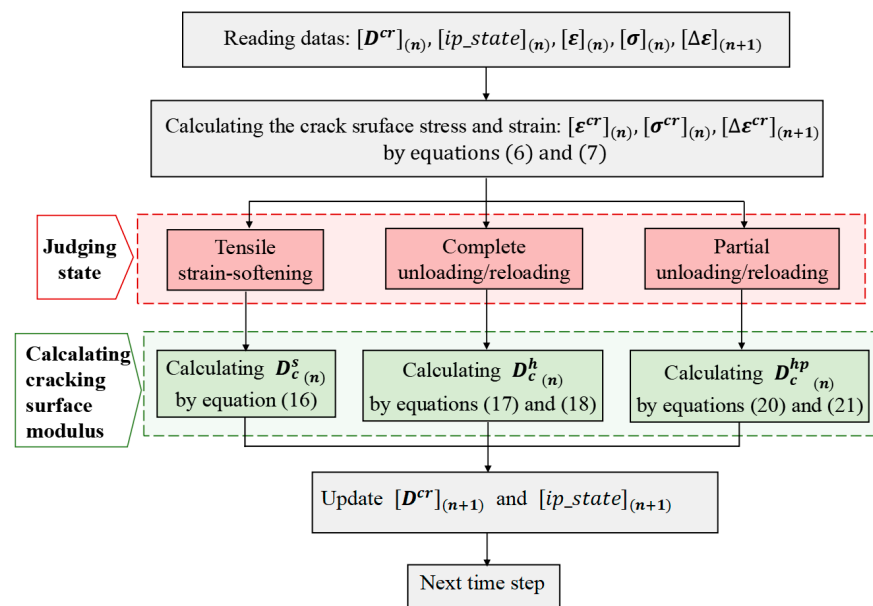 Reading datas: [D^cr]_(n), [ip_state]_(n), [ε]_(n), [σ]_(n), [Δε]_(n+1)
Calculating the crack sruface stress and strain: [ε^cr]_(n), [σ^cr]_(n), [Δε^cr]_(n+1)
by equations (6) and (7)
Judging
state
Tensile
strain-softening
Complete
unloading/reloading
Partial
unloading/reloading
Calcalating
cracking
surface
modulus
Calculating D_c^s_(n)
by equation (16)
Calculating D_c^h_(n)
by equations (17) and (18)
Calculating D_c^hp_(n)
by equations (20) and (21)
Update [D^cr]_(n+1) and [ip_state]_(n+1)
Next time step